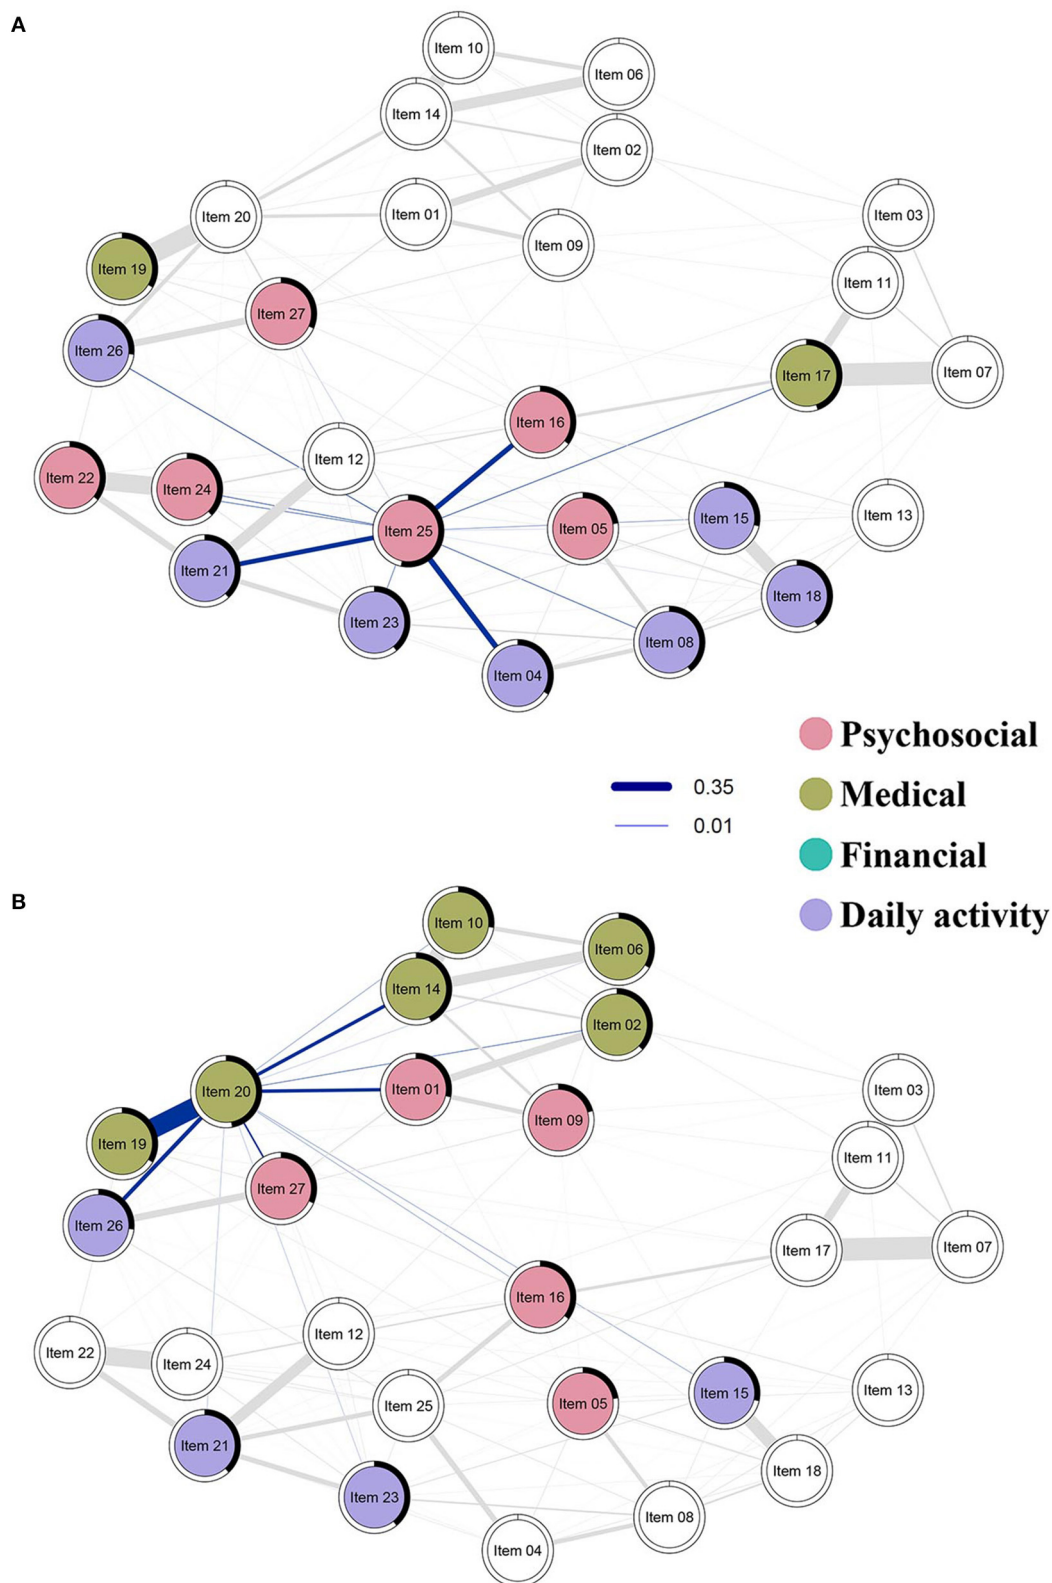 A
Item 10
Item 06
Item 14
Item 02
Item 20
Item 01
Item 03
Item 09
Item 19
Item 11
Item 27
Item 26
Item 17
Item 07
Item 16
Item 12
Item 22
Item 24
Item 25
Item 05
Item 15
Item 13
Item 21
Item 18
Item 23
Item 08
Item 04
Psychosocial
0.35
Medical
0.01
Financial
Daily activity
B
Item 10
Item 06
Item 14
Item 02
Item 20
Item 01
Item 03
Item 09
Item 19
Item 11
Item 27
Item 26
Item 17
Item 07
Item 16
Item 12
Item 22
Item 24
Item 25
Item 05
Item 15
Item 13
Item 21
Item 18
Item 23
Item 08
Item 04